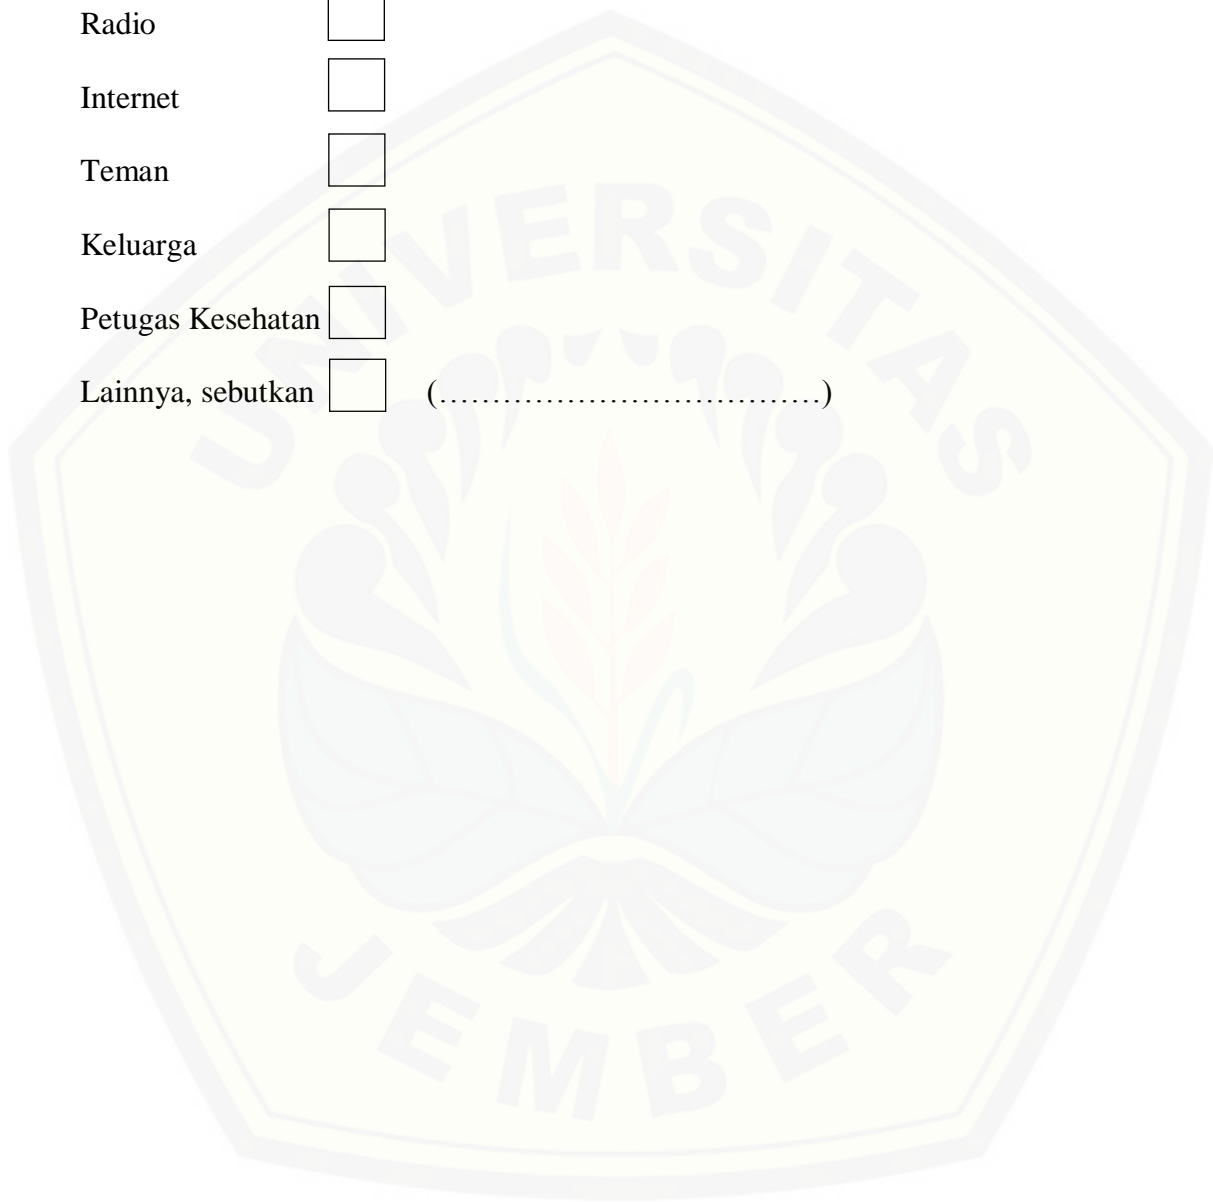 Radio
Internet
Teman
Keluarga
Petugas Kesehatan
Lainnya, sebutkan (………………………………)
UNIVERSITAS
JEMBER